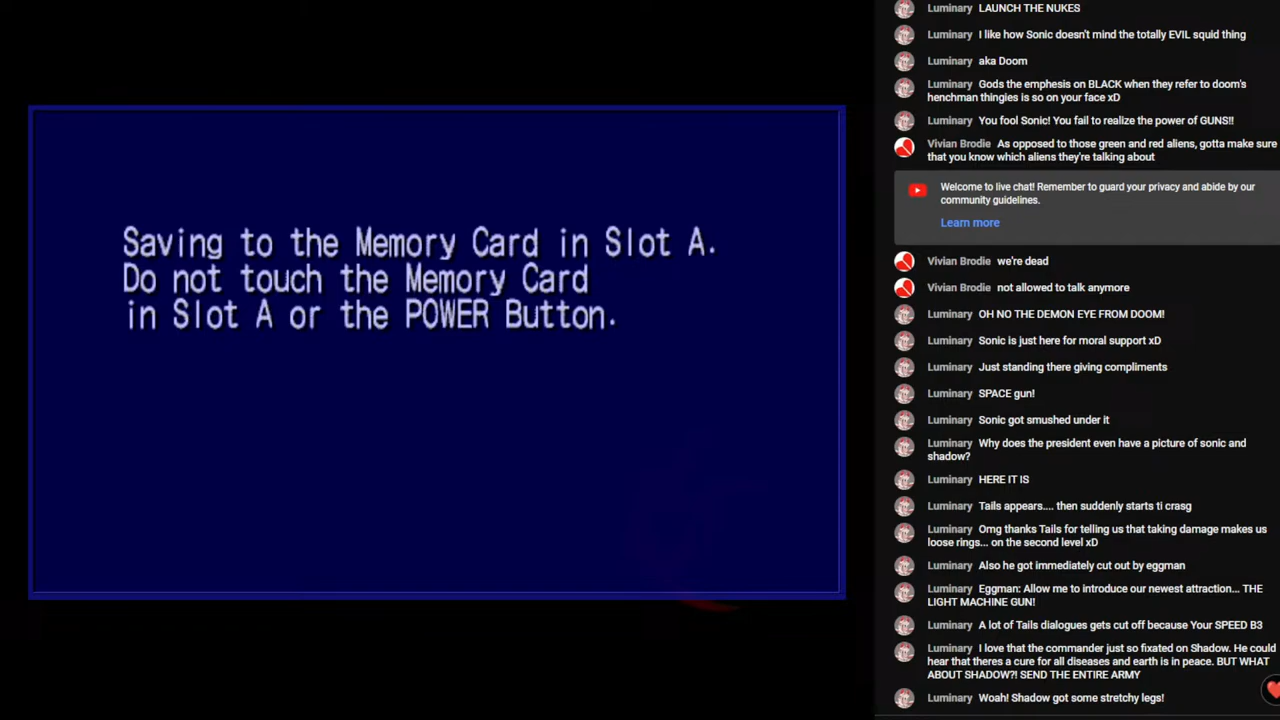 Saving to the Memory Card in Slot A.
Do not touch the Memory Card
in Slot A or the POWER Button.
Luminary LAUNCH THE NUKES
Luminary I like how Sonic doesn't mind the totally EVIL squid thing
Luminary aka Doom
Luminary Gods the emphesis on BLACK when they refer to doom's
henchman thingies is so on your face xD
Luminary You fool Sonic! You fail to realize the power of GUNS!!
Vivian Brodie As opposed to those green and red aliens, gotta make sure
that you know which aliens they're talking about
Welcome to live chat! Remember to guard your privacy and abide by our
community guidelines.
Learn more
Vivian Brodie we're dead
Vivian Brodie not allowed to talk anymore
Luminary OH NO THE DEMON EYE FROM DOOM!
Luminary Sonic is just here for moral support xD
Luminary Just standing there giving compliments
Luminary SPACE gun!
Luminary Sonic got smushed under it
Luminary Why does the president even have a picture of sonic and
shadow?
Luminary HERE IT IS
Luminary Tails appears.... then suddenly starts ti crasg
Luminary Omg thanks Tails for telling us that taking damage makes us
loose rings... on the second level xD
Luminary Also he got immediately cut out by eggman
Luminary Eggman: Allow me to introduce our newest attraction... THE
LIGHT MACHINE GUN!
Luminary A lot of Tails dialogues gets cut off because Your SPEED B3
Luminary I love that the commander just so fixated on Shadow. He could
hear that theres a cure for all diseases and earth is in peace. BUT WHAT
ABOUT SHADOW?! SEND THE ENTIRE ARMY
Luminary Woah! Shadow got some stretchy legs!